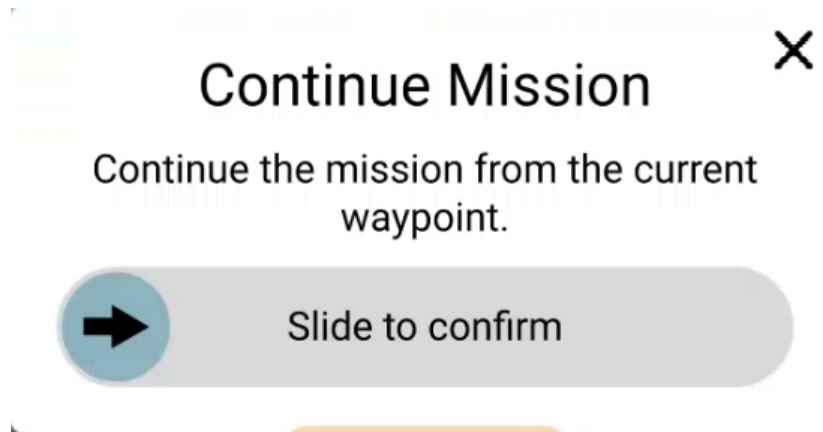 Continue Mission
Continue the mission from the current
waypoint.
Slide to confirm